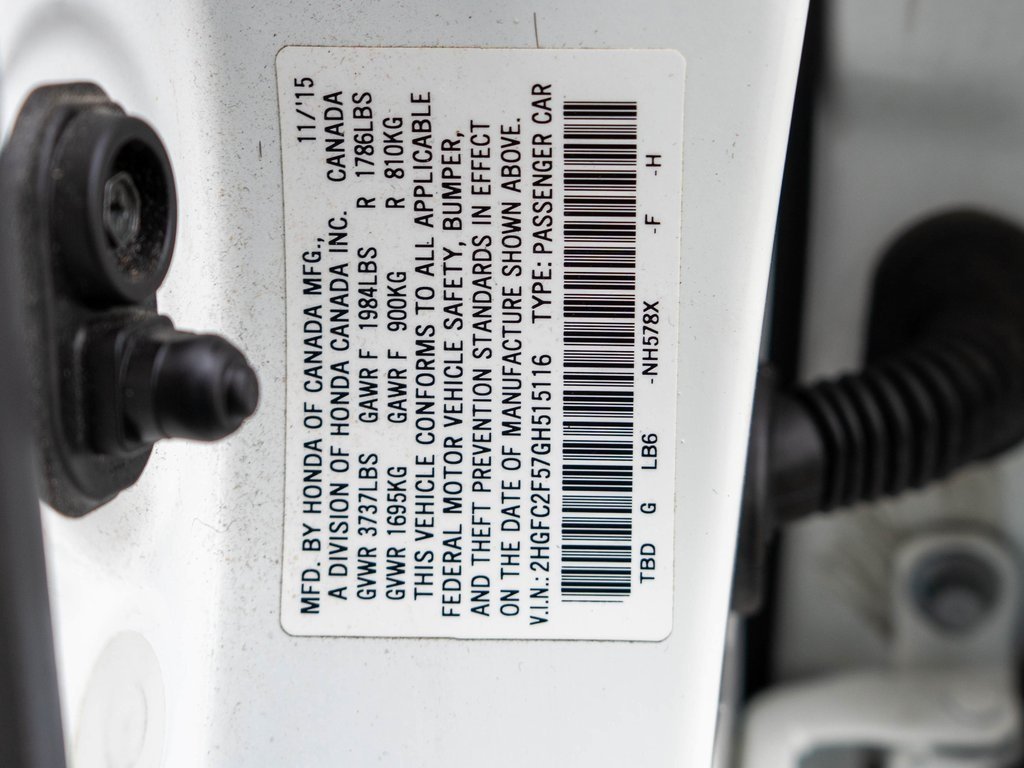 MFD. BY HONDA OF CANADA MFG., 11/'15
A DIVISION OF HONDA CANADA INC. CANADA
GVWR 3737LBS GAWR F 1984LBS R 1786LBS
GVWR 1695KG GAWR F 900KG R 810KG
THIS VEHICLE CONFORMS TO ALL APPLICABLE
FEDERAL MOTOR VEHICLE SAFETY, BUMPER,
AND THEFT PREVENTION STANDARDS IN EFFECT
ON THE DATE OF MANUFACTURE SHOWN ABOVE.
V.I.N.: 2HGFC2F57GH515116 TYPE: PASSENGER CAR
TBD G LB6 -NH578X -F -H